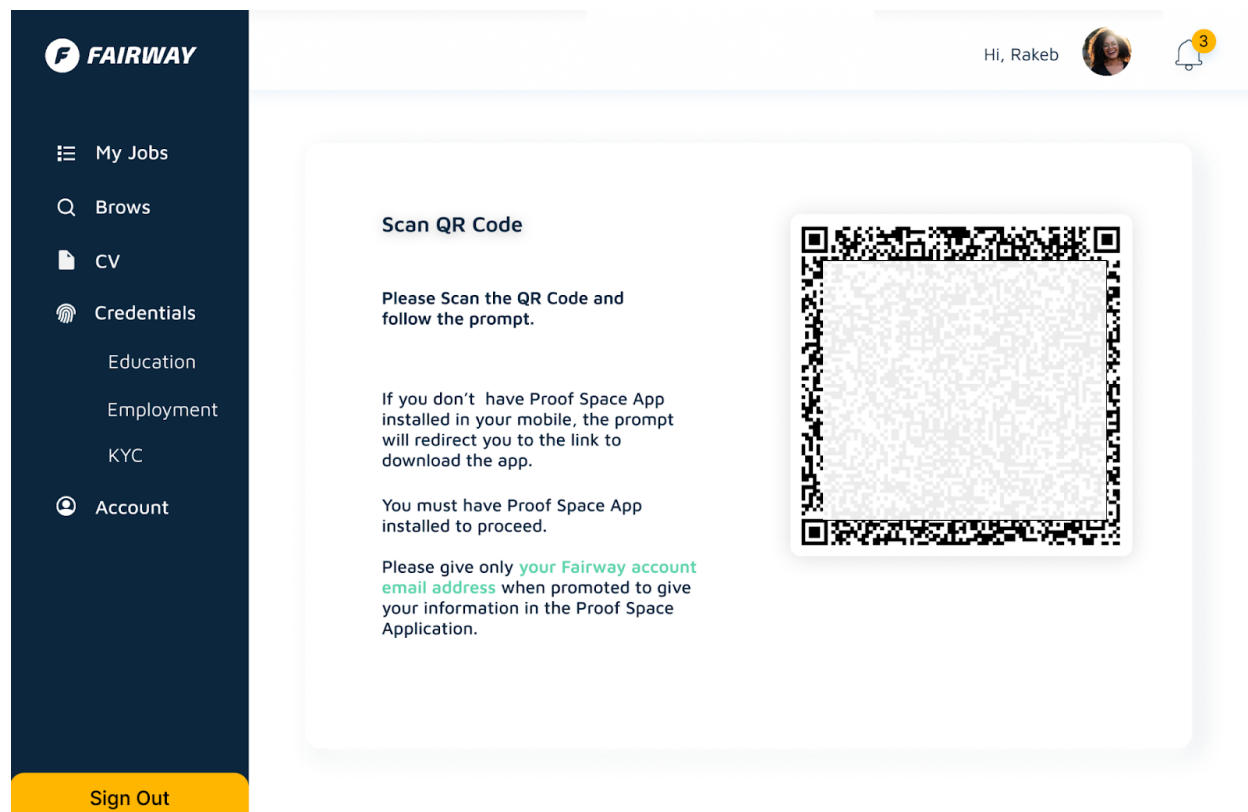 FAIRWAY
Hi, Rakeb
3
My Jobs
Brows
CV
Credentials
Education
Employment
KYC
Account
Sign Out
Scan QR Code
Please Scan the QR Code and
follow the prompt.
If you don’t  have Proof Space App
installed in your mobile, the prompt
will redirect you to the link to
download the app.
You must have Proof Space App
installed to proceed.
Please give only your Fairway account
email address when promoted to give
your information in the Proof Space
Application.